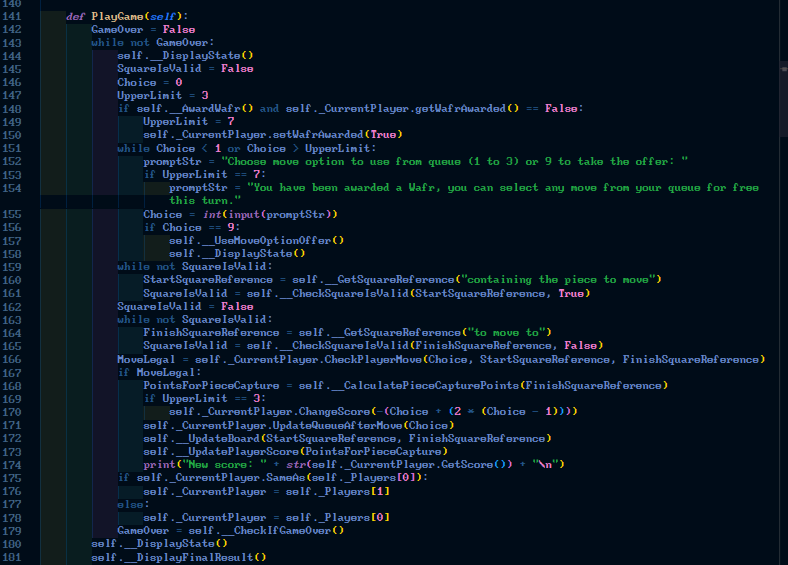 140
141 def PlayGame(self):
142 GameOver = False
143 while not GameOver:
144 self.__DisplayState()
145 SquareIsValid = False
146 Choice = 0
147 UpperLimit = 3
148 if self.__AwardWafr() and self._CurrentPlayer.getWafrAwarded() == False:
149 UpperLimit = 7
150 self._CurrentPlayer.setWafrAwarded(True)
151 while Choice < 1 or Choice > UpperLimit:
152 promptStr = "Choose move option to use from queue (1 to 3) or 9 to take the offer: "
153 if UpperLimit == 7:
154 promptStr = "You have been awarded a Wafr, you can select any move from your queue for free
this turn."
155 Choice = int(input(promptStr))
156 if Choice == 9:
157 self.__UseMoveOptionOffer()
158 self.__DisplayState()
159 while not SquareIsValid:
160 StartSquareReference = self.__GetSquareReference("containing the piece to move")
161 SquareIsValid = self.__CheckSquareIsValid(StartSquareReference, True)
162 SquareIsValid = False
163 while not SquareIsValid:
164 FinishSquareReference = self.__GetSquareReference("to move to")
165 SquareIsValid = self.__CheckSquareIsValid(FinishSquareReference, False)
166 MoveLegal = self._CurrentPlayer.CheckPlayerMove(Choice, StartSquareReference, FinishSquareReference)
167 if MoveLegal:
168 PointsForPieceCapture = self.__CalculatePieceCapturePoints(FinishSquareReference)
169 if UpperLimit == 3:
170 self._CurrentPlayer.ChangeScore(-(Choice + (2 * (Choice - 1))))
171 self._CurrentPlayer.UpdateQueueAfterMove(Choice)
172 self.__UpdateBoard(StartSquareReference, FinishSquareReference)
173 self.__UpdatePlayerScore(PointsForPieceCapture)
174 print("New score: " + str(self._CurrentPlayer.GetScore()) + "\n")
175 if self._CurrentPlayer.SameAs(self._Players[0]):
176 self._CurrentPlayer = self._Players[1]
177 else:
178 self._CurrentPlayer = self._Players[0]
179 GameOver = self.__CheckIfGameOver()
180 self.__DisplayState()
181 self.__DisplayFinalResult()